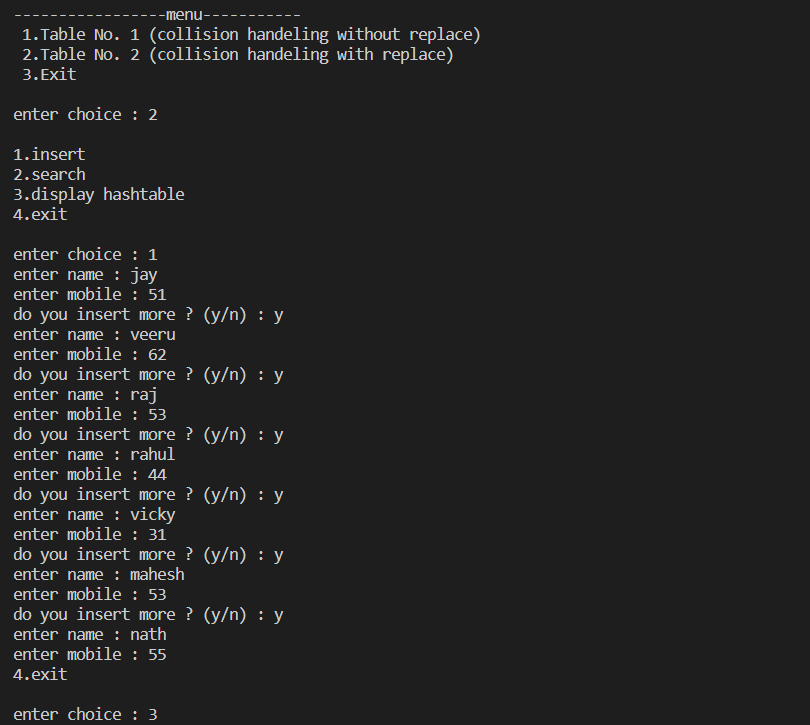 -----------------menu-----------
1.Table No. 1 (collision handeling without replace)
2.Table No. 2 (collision handeling with replace)
3.Exit
enter choice : 2
1.insert
2.search
3.display hashtable
4.exit
enter choice : 1
enter name : jay
enter mobile : 51
do you insert more ? (y/n) : y
enter name : veeru
enter mobile : 62
do you insert more ? (y/n) : y
enter name : raj
enter mobile : 53
do you insert more ? (y/n) : y
enter name : rahul
enter mobile : 44
do you insert more ? (y/n) : y
enter name : vicky
enter mobile : 31
do you insert more ? (y/n) : y
enter name : mahesh
enter mobile : 53
do you insert more ? (y/n) : y
enter name : nath
enter mobile : 55
4.exit
enter choice : 3